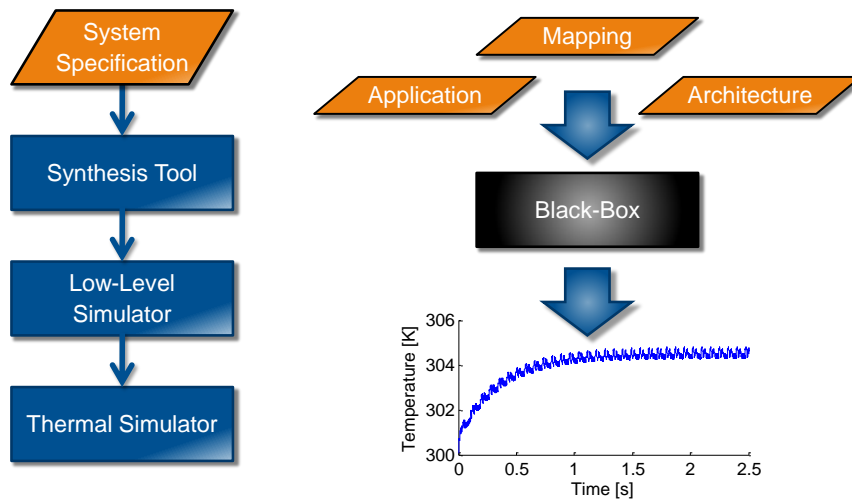 System
Specification
Synthesis Tool
Low-Level
Simulator
Thermal Simulator
Mapping
Application
Architecture
Black-Box
Temperature [K]
306
304
302
300
0 0.5 1 1.5 2 2.5
Time [s]